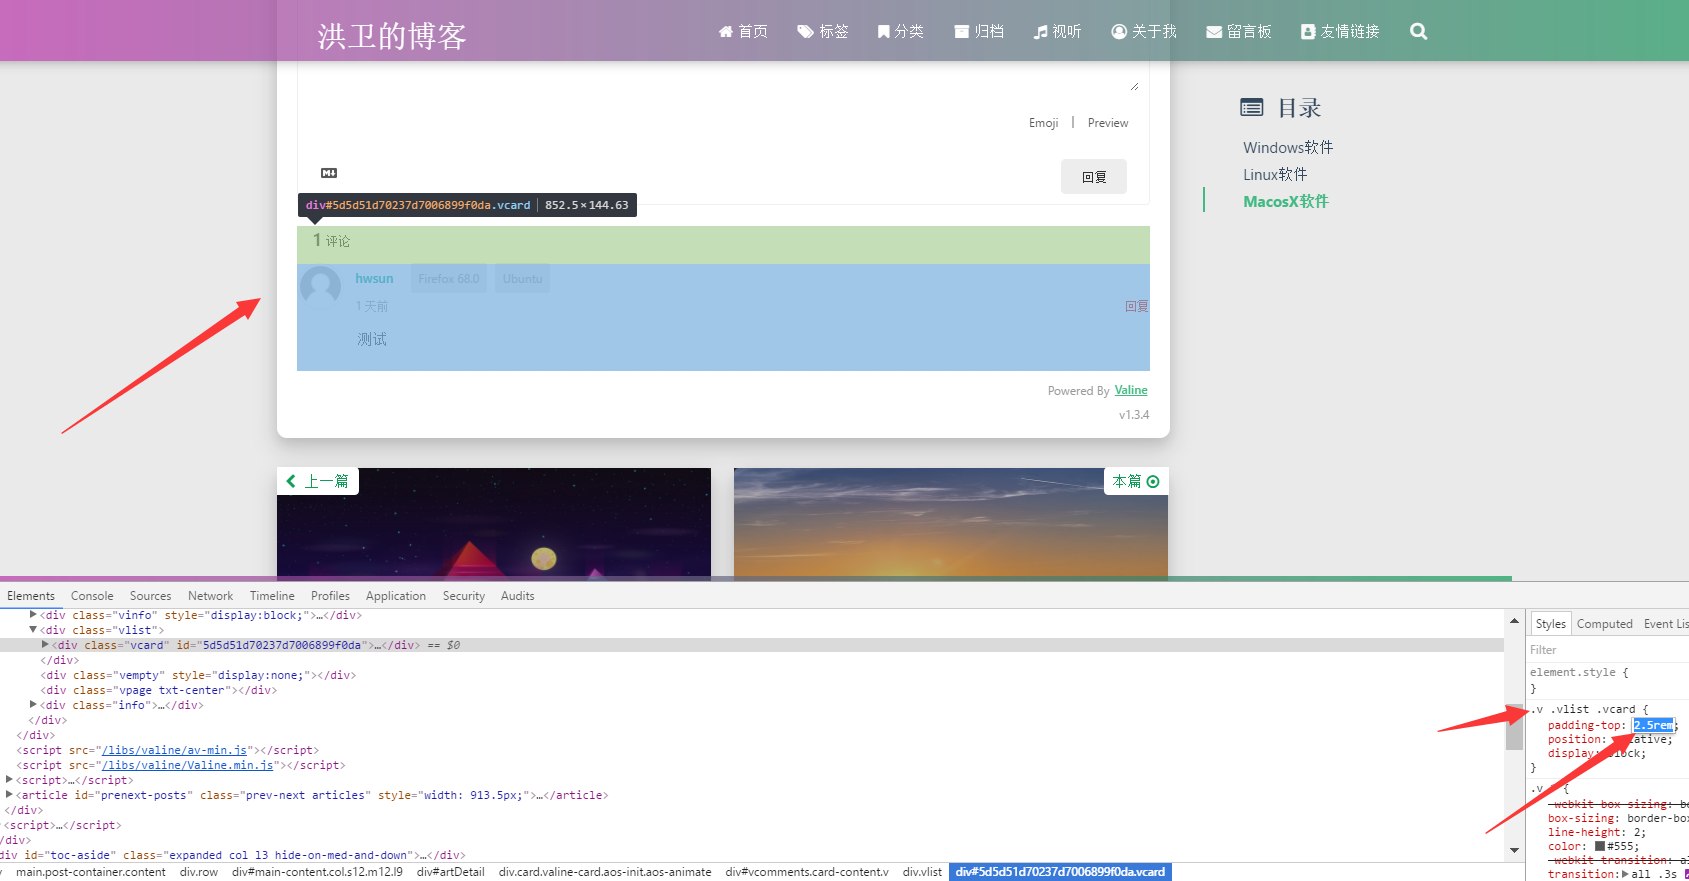 洪卫的博客 首页 标签 分类 归档 视听 关于我 留言板 友情链接
目录
Windows软件
Linux软件
MacosX软件
Emoji | Preview
M↓ 回复
div#5d5d51d70237d7006899f0da.vcard | 852.5×144.63
1 评论
hwsun Firefox 68.0 Ubuntu
1 天前 回复
测试
Powered By Valine
v1.3.4
上一篇 本篇
Elements Console Sources Network Timeline Profiles Application Security Audits
<div class="vinfo" style="display:block;">…</div>
<div class="vlist">
<div class="vcard" id="5d5d51d70237d7006899f0da">…</div> == $0
</div>
<div class="vempty" style="display:none;"></div>
<div class="vpage txt-center"></div>
<div class="info">…</div>
</div>
</div>
<script src="/libs/valine/av-min.js"></script>
<script src="/libs/valine/Valine.min.js"></script>
<script>…</script>
<article id="prenext-posts" class="prev-next articles" style="width: 913.5px;">…</article>
</div>
<script>…</script>
/div>
div id="toc-aside" class="expanded col l3 hide-on-med-and-down">…</div>
main.post-container.content div.row div#main-content.col.s12.m12.l9 div#artDetail div.card.valine-card.aos-init.aos-animate div#vcomments.card-content.v div.vlist div#5d5d51d70237d7006899f0da.vcard
Styles Computed Event Lis
Filter
element.style {
}
.v .vlist .vcard {
padding-top: 2.5rem;
position: lative;
display: block;
}
.v {
-webkit-box-sizing: bo
box-sizing: border-box
line-height: 2;
color: #555;
-webkit-transition: al
transition: all .3s